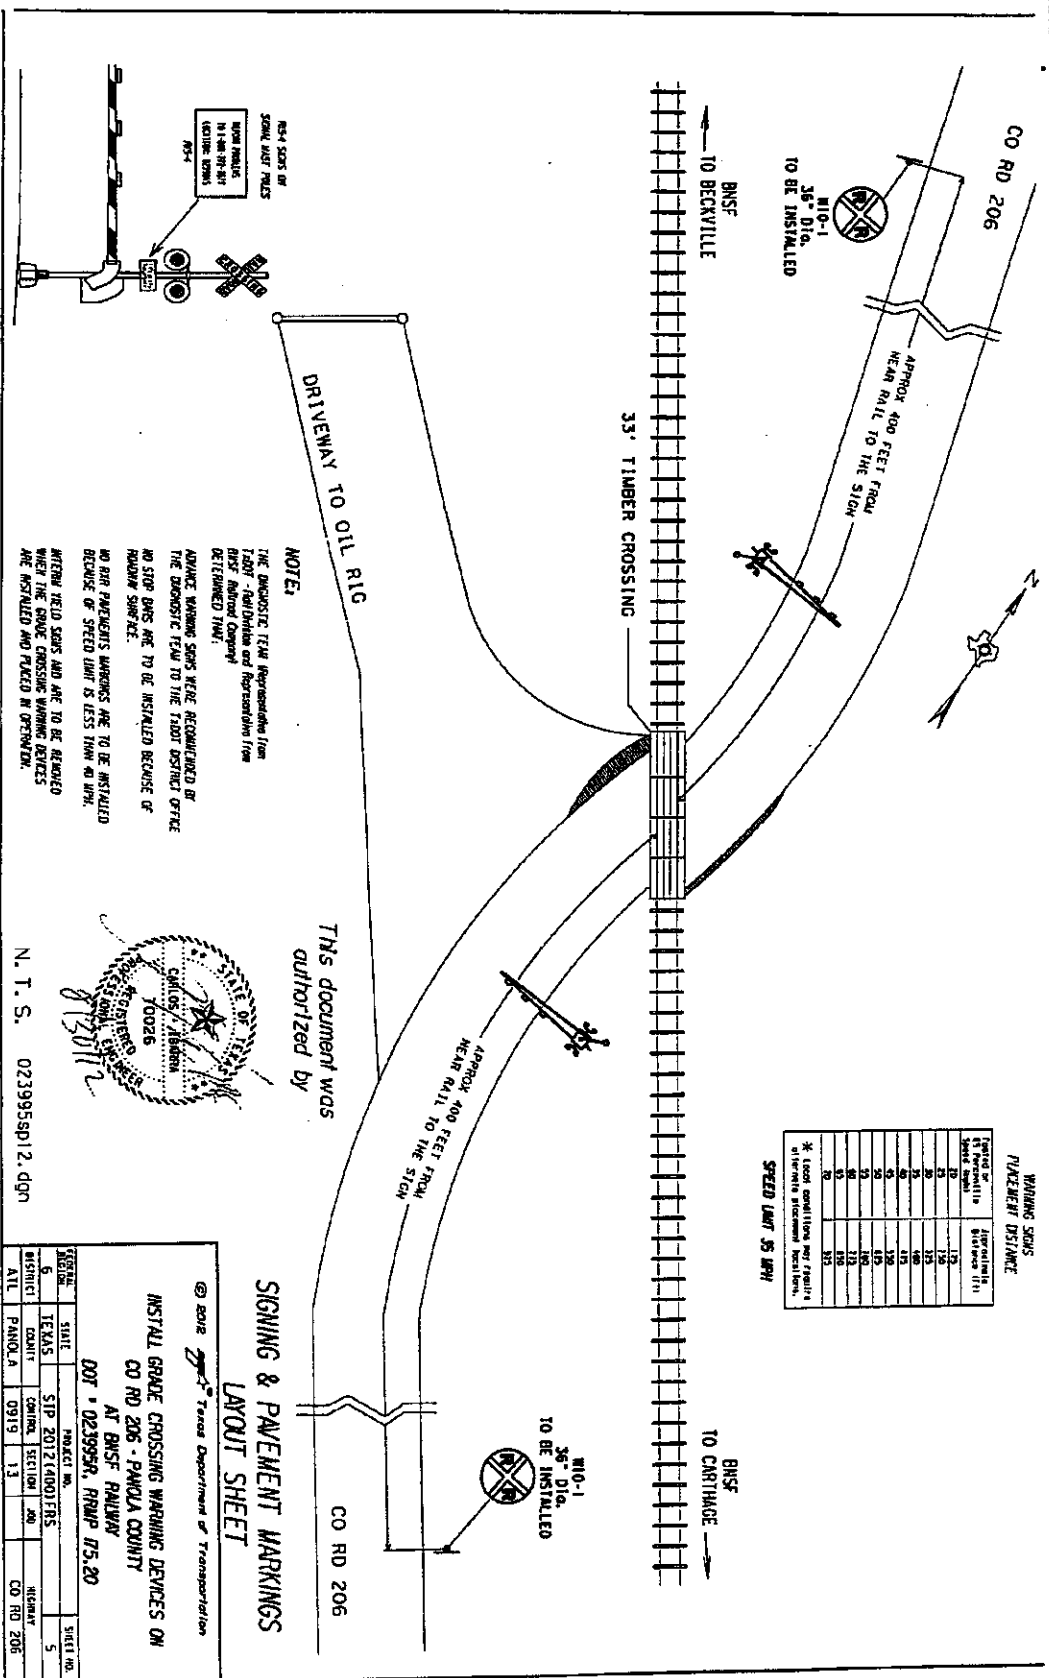 CO RD 206
BNSF
TO BECKVILLE
W10-1
36" Dia.
TO BE INSTALLED
APPROX 400 FEET FROM
NEAR RAIL TO THE SIGN
N
33' TIMBER CROSSING
DRIVEWAY TO OIL RIG
SIGNAL MAST POLES
CROSSING
WARNING SIGNS
PLACEMENT DISTANCE
* Local conditions may require
alternate placement locations.
SPEED LIMIT 35 MPH
BNSF
TO CARTHAGE
W10-1
36" Dia.
TO BE INSTALLED
APPROX 400 FEET FROM
NEAR RAIL TO THE SIGN
CO RD 206
NOTE:
THE DIAGNOSTIC TEAM (Representative from
TxDOT - Rail Division and Representative from
BNSF Railroad Company)
DETERMINED THAT:
ADVANCE WARNING SIGNS WERE RECOMMENDED BY
THE DIAGNOSTIC TEAM TO THE TxDOT DISTRICT OFFICE
NO STOP BARS ARE TO BE INSTALLED BECAUSE OF
ROADWAY SURFACE.
NO RXR PAVEMENTS MARKINGS ARE TO BE INSTALLED
BECAUSE OF SPEED LIMIT IS LESS THAN 40 MPH.
INTERIM YIELD SIGNS AND ARE TO BE REMOVED
WHEN THE GRADE CROSSING WARNING DEVICES
ARE INSTALLED AND PLACED IN OPERATION.
This document was
authorized by
STATE OF TEXAS
CARLOS IBARRA
70026
REGISTERED
PROFESSIONAL ENGINEER
8/30/12
N.T.S. 023995sp12.dgn
SIGNING & PAVEMENT MARKINGS
LAYOUT SHEET
© 2012 Texas Department of Transportation
INSTALL GRADE CROSSING WARNING DEVICES ON
CO RD 206 - PANOLA COUNTY
AT BNSF RAILWAY
DOT # 023995R, RRMP 175.20
FEDERAL REGION STATE PROJECT NO. SHEET NO.
6 TEXAS STP 2012(400)FRS 5
DISTRICT COUNTY CONTROL SECTION JOB HIGHWAY
ATL PANOLA 0919 13 CO RD 206